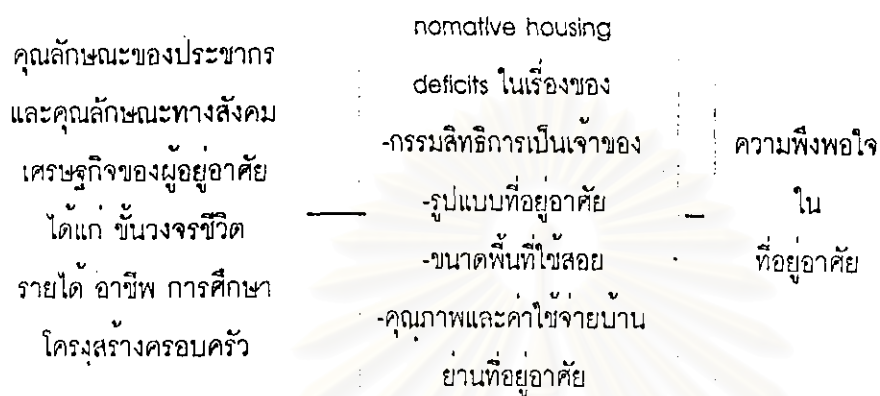 คุณลักษณะของประชากร
และคุณลักษณะทางสังคม
เศรษฐกิจของผู้อยู่อาศัย
ได้แก่ ขั้นวงจรชีวิต
รายได้ อาชีพ การศึกษา
โครงสร้างครอบครัว
nomative housing
deficits ในเรื่องของ
-กรรมสิทธิการเป็นเจ้าของ
-รูปแบบที่อยู่อาศัย
-ขนาดพื้นที่ใช้สอย
-คุณภาพและค่าใช้จ่ายบ้าน
ย่านที่อยู่อาศัย
ความพึงพอใจ
ใน
ที่อยู่อาศัย